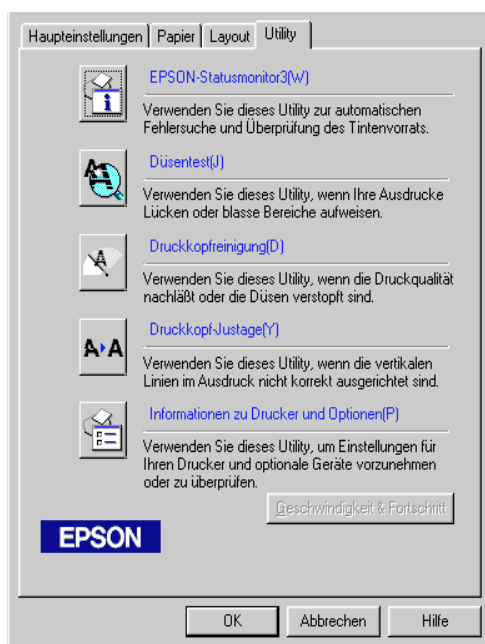 Haupteinstellungen Papier Layout Utility
EPSON-Statusmonitor3(W)
Verwenden Sie dieses Utility zur automatischen
Fehlersuche und Überprüfung des Tintenvorrats.
Düsentest(J)
Verwenden Sie dieses Utility, wenn Ihre Ausdrucke
Lücken oder blasse Bereiche aufweisen.
Druckkopfreinigung(D)
Verwenden Sie dieses Utility, wenn die Druckqualität
nachläßt oder die Düsen verstopft sind.
Druckkopf-Justage(Y)
A A
Verwenden Sie dieses Utility, wenn die vertikalen
Linien im Ausdruck nicht korrekt ausgerichtet sind.
Informationen zu Drucker und Optionen(P)
Verwenden Sie dieses Utility, um Einstellungen für
Ihren Drucker und optionale Geräte vorzunehmen
oder zu überprüfen.
Geschwindigkeit & Fortschritt
EPSON
OK Abbrechen Hilfe